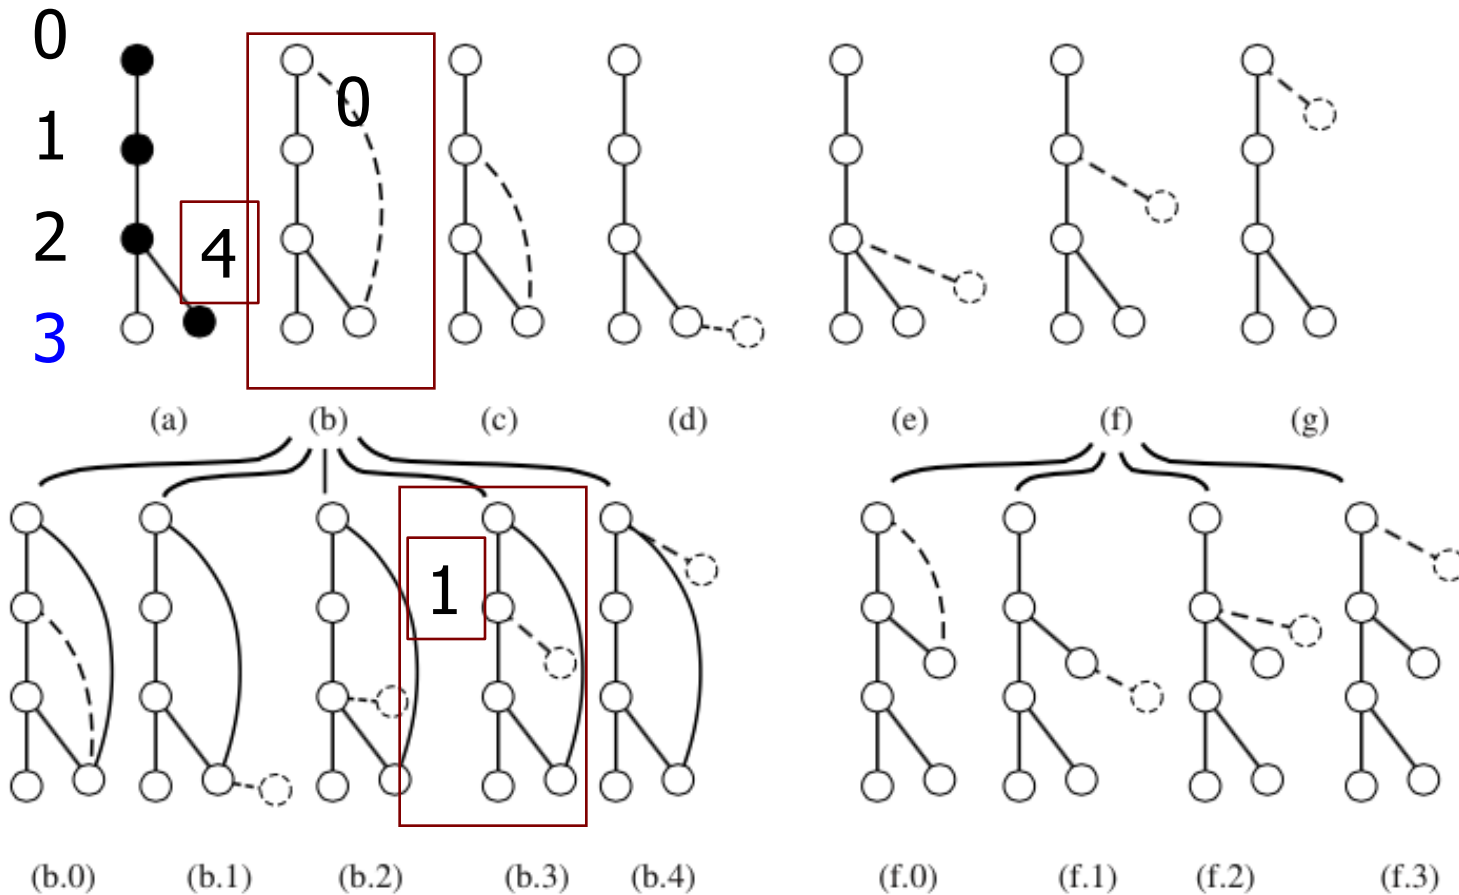 0
1
2
3
4
0
(a)
(b)
(c)
(d)
(e)
(f)
(g)
1
(b.0)
(b.1)
(b.2)
(b.3)
(b.4)
(f.0)
(f.1)
(f.2)
(f.3)